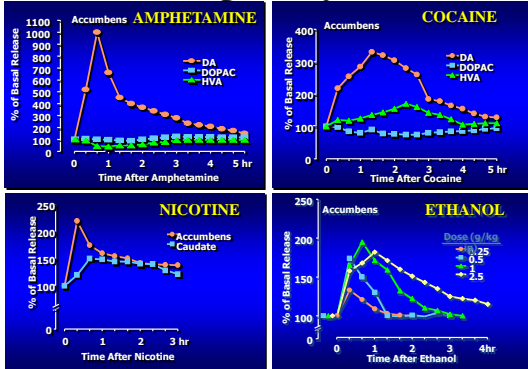 Accumbens AMPHETAMINE
1100
1000
900
800
700
600
500
400
300
200
100
0
% of Basal Release
DA
DOPAC
HVA
0 1 2 3 4 5 hr
Time After Amphetamine
COCAINE
Accumbens
400
300
200
100
0
% of Basal Release
DA
DOPAC
HVA
0 1 2 3 4 5 hr
Time After Cocaine
NICOTINE
250
200
150
100
0
% of Basal Release
Accumbens
Caudate
0 1 2 3 hr
Time After Nicotine
ETHANOL
Accumbens
250
200
150
100
0
% of Basal Release
Dose (g/kg
0.25
0.5
1
2.5
0 1 2 3 4hr
Time After Ethanol